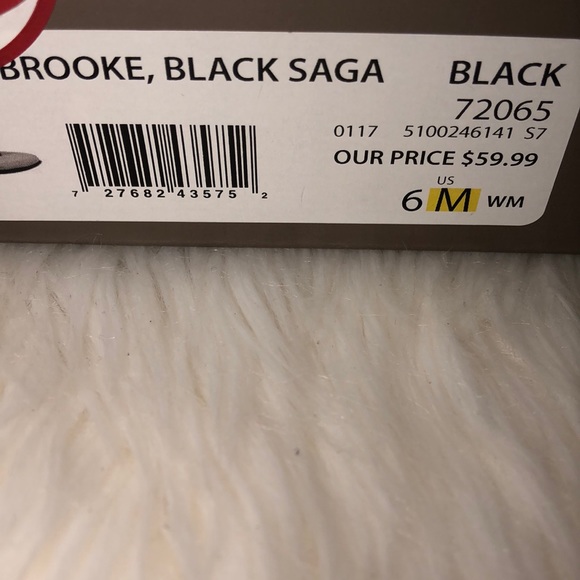 BROOKE, BLACK SAGA BLACK
72065
0117 5100246141 S7
OUR PRICE $59.99
US
6 M WM
7 27682 43575 2